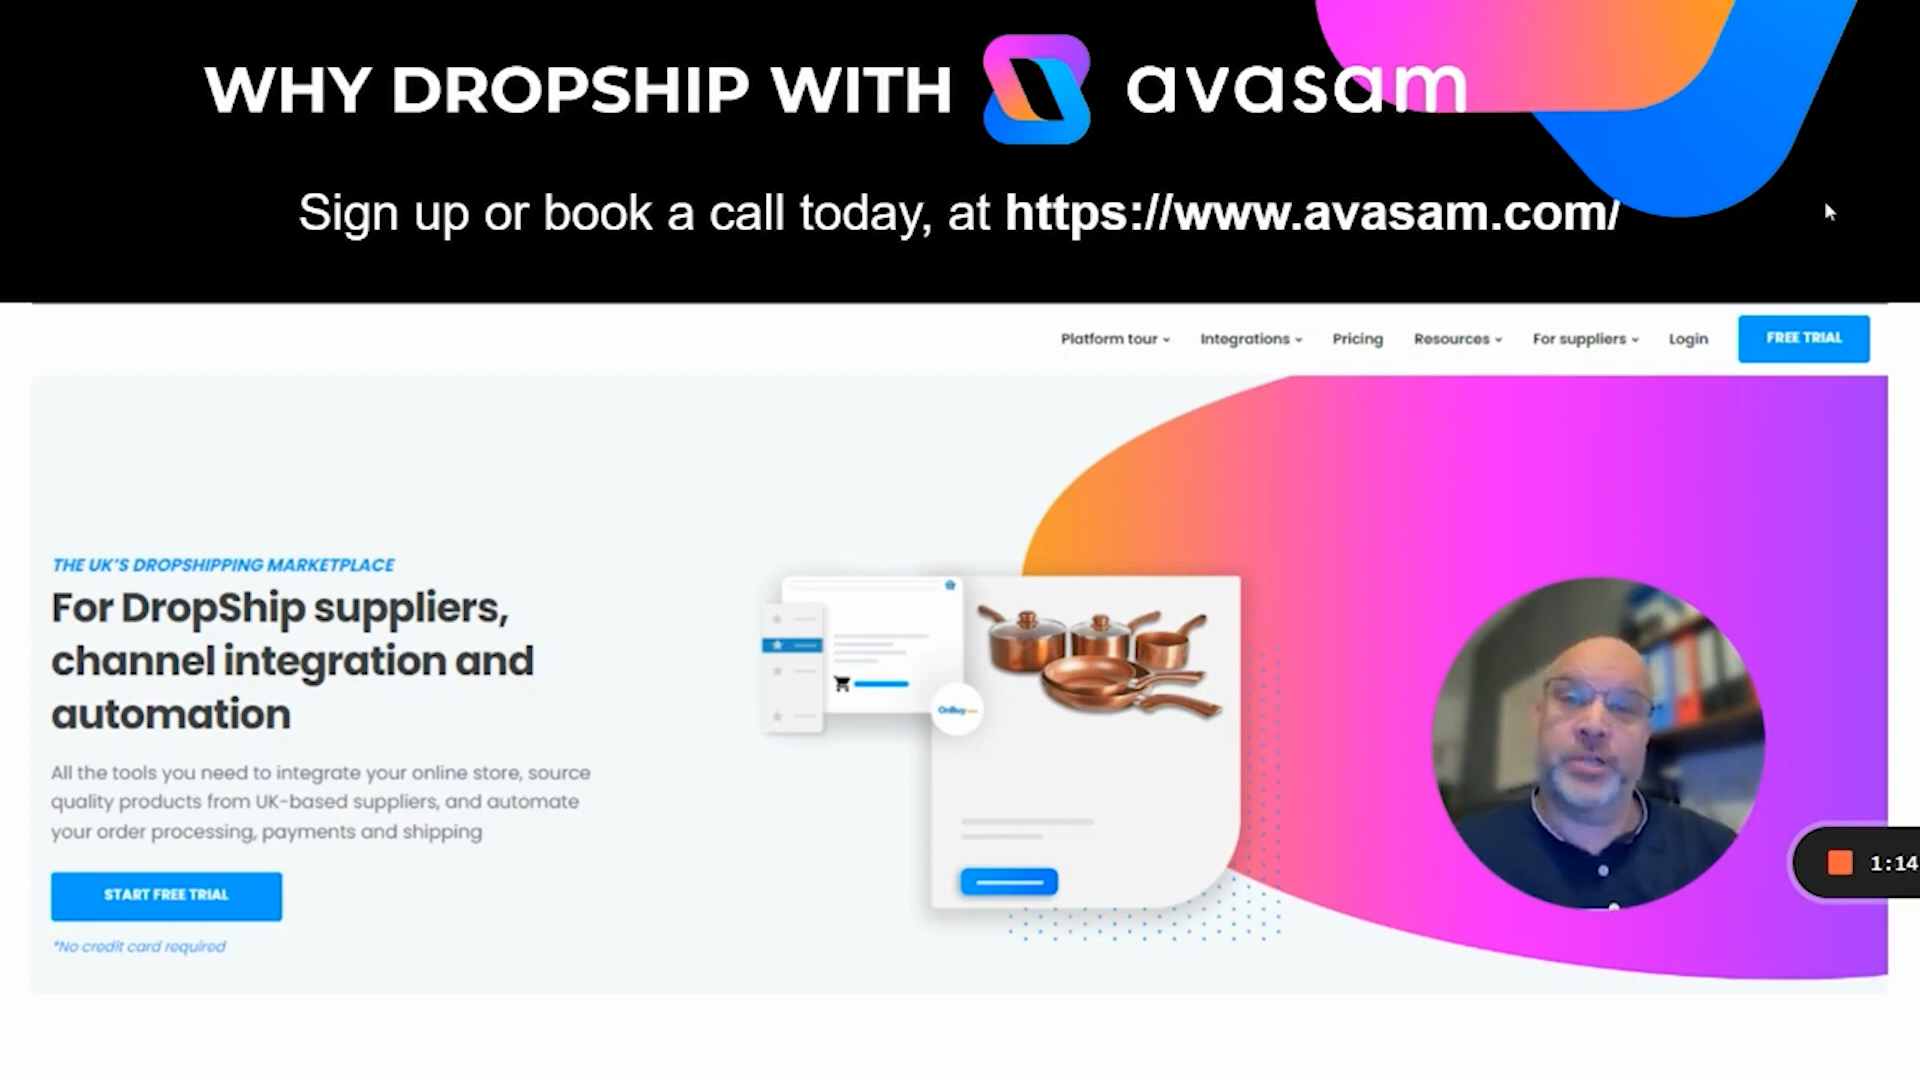 WHY DROPSHIP WITH avasam
Sign up or book a call today, at https://www.avasam.com/
Platform tour Integrations Pricing Resources For suppliers Login FREE TRIAL
THE UK'S DROPSHIPPING MARKETPLACE
For DropShip suppliers,
channel integration and
automation
All the tools you need to integrate your online store, source
quality products from UK-based suppliers, and automate
your order processing, payments and shipping
START FREE TRIAL
*No credit card required
OnBuy
1:14